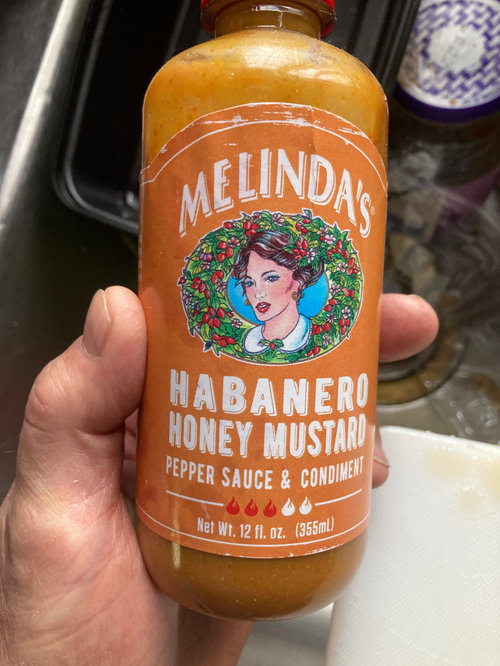 MELINDA'S
HABANERO
HONEY MUSTARD
PEPPER SAUCE & CONDIMENT
Net Wt. 12 fl. oz. (355mL)